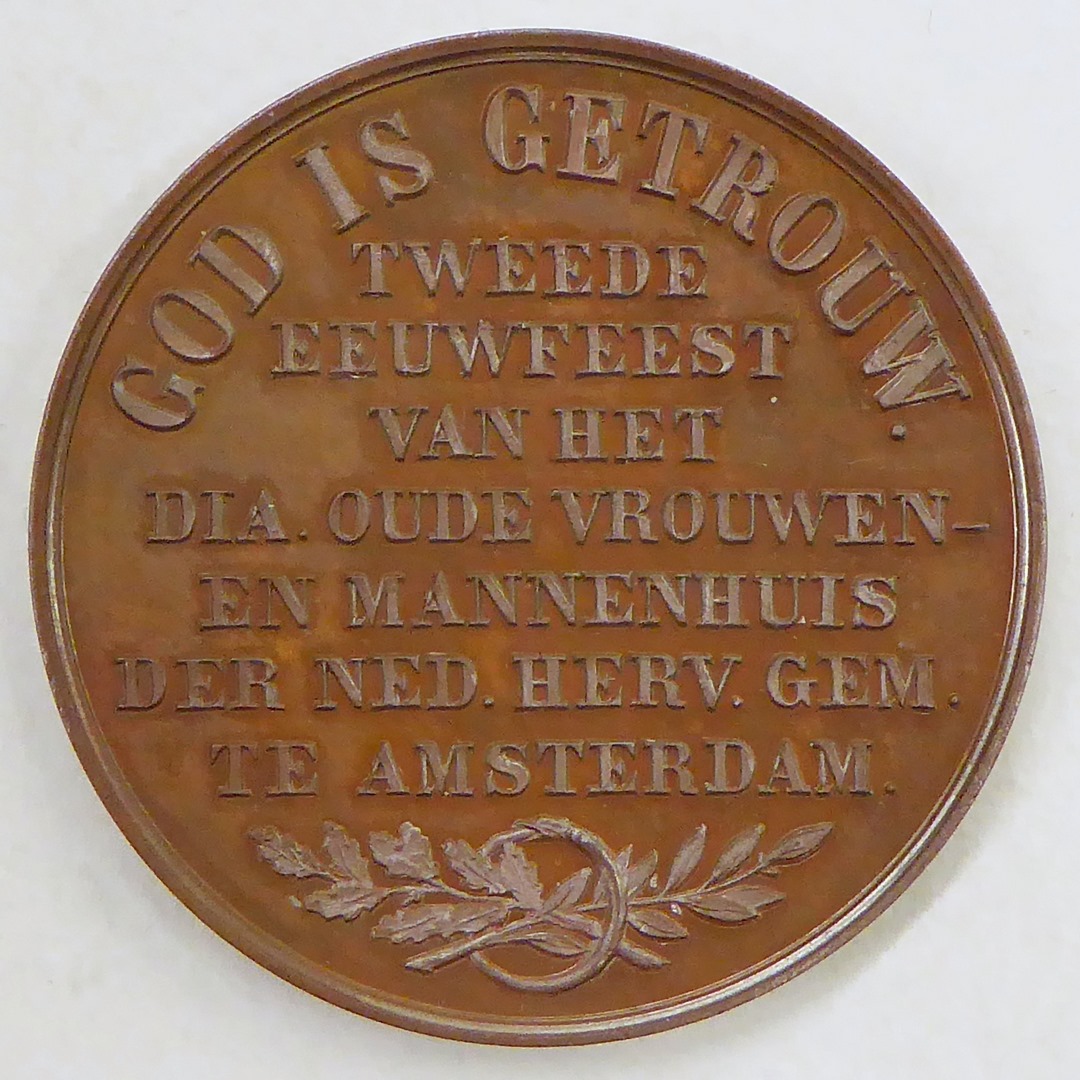 GOD IS GETROUW.
TWEEDE
EEUWFEEST
VAN HET
DIA. OUDE VROUWEN-
EN MANNENHUIS
DER NED. HERV. GEM.
TE AMSTERDAM.